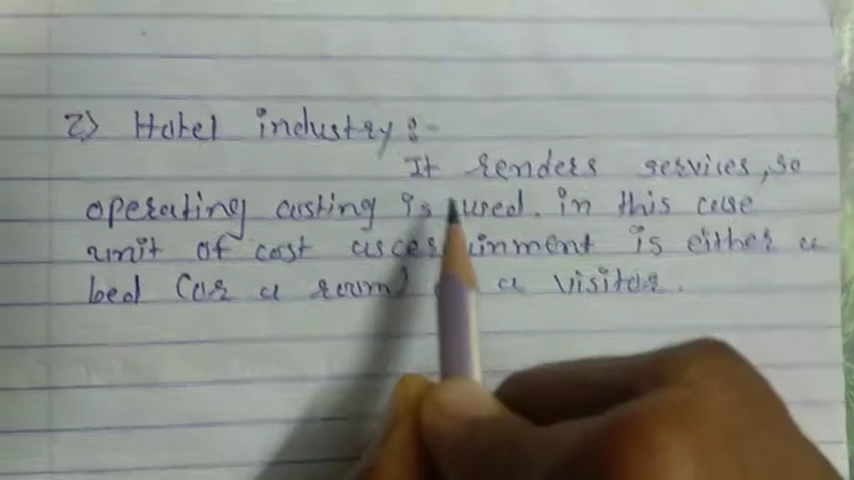 2) Hotel industry :-
It renders services, so
operating custing is used. in this case
unit of cost ascertainment is either a
bed (or a room) a visitor.